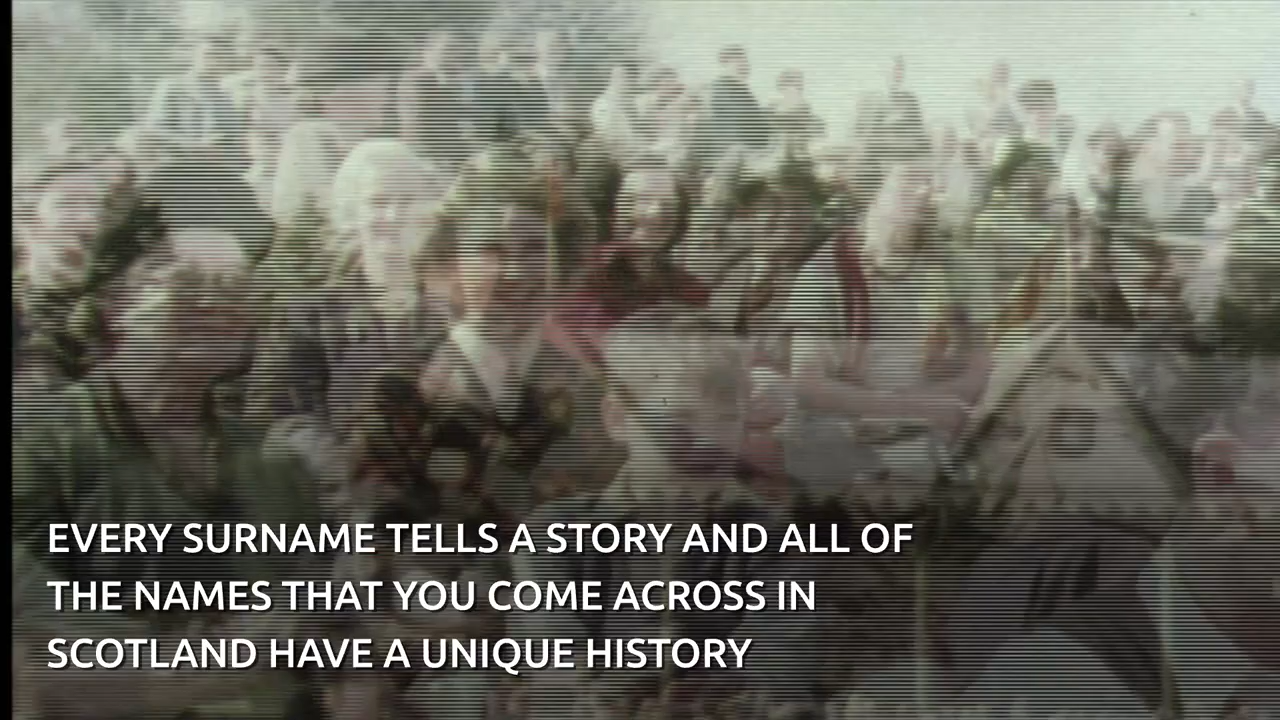 EVERY SURNAME TELLS A STORY AND ALL OF
THE NAMES THAT YOU COME ACROSS IN
SCOTLAND HAVE A UNIQUE HISTORY